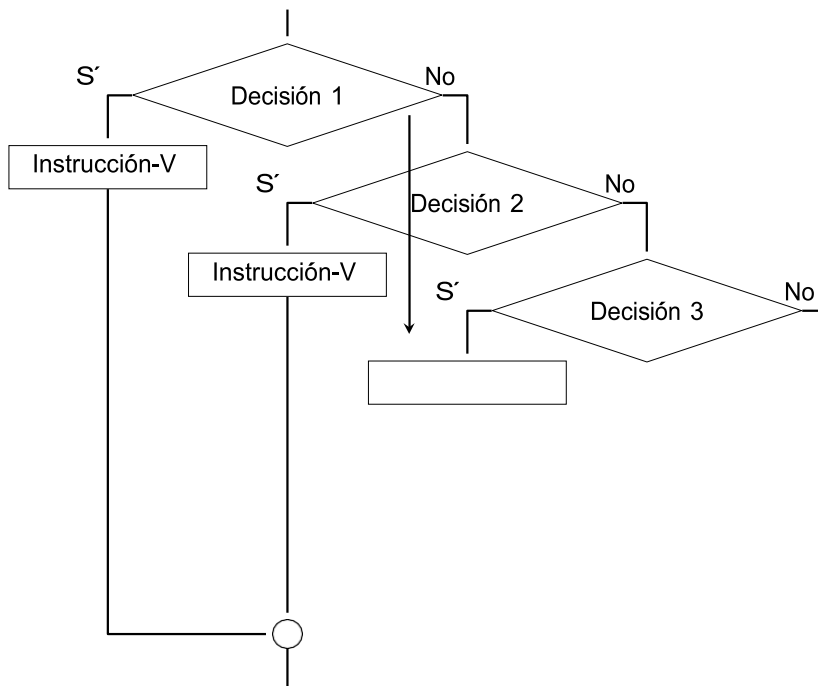 S´
No
Decisión 1
Instrucción-V
S´
No
Decisión 2
Instrucción-V
S´
No
Decisión 3